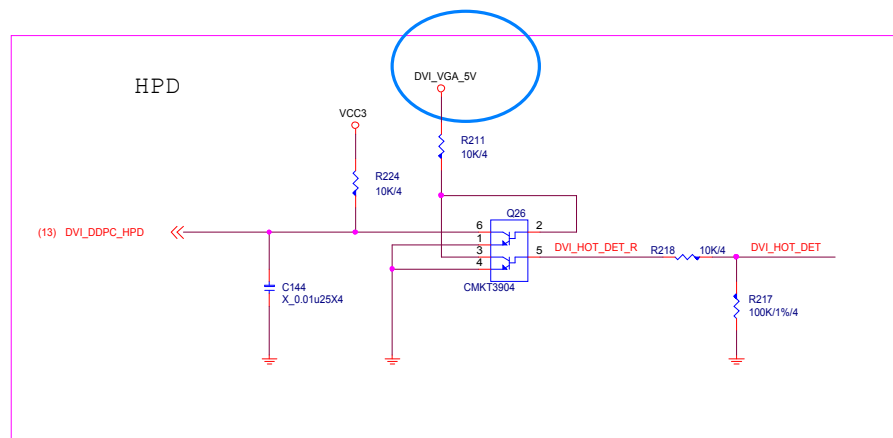 HPD
DVI_VGA_5V
VCC3
R211
10K/4
R224
10K/4
Q26
(13) DVI_DDPC_HPD
6
2
1
3
5
4
DVI_HOT_DET_R
R218
10K/4
DVI_HOT_DET
CMKT3904
C144
X_0.01u25X4
R217
100K/1%/4